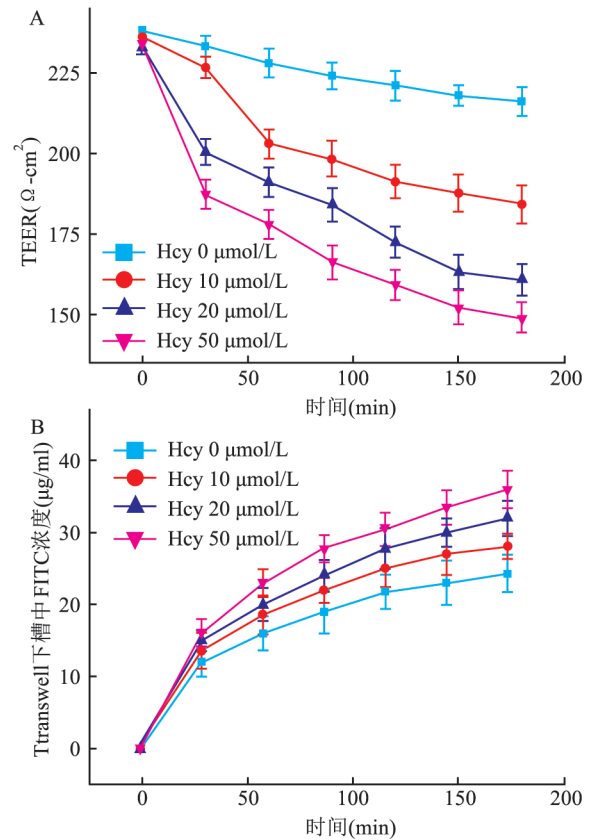 A
TEER(Ω-cm²)
225
200
175
150
Hcy 0 μmol/L
Hcy 10 μmol/L
Hcy 20 μmol/L
Hcy 50 μmol/L
0 50 100 150 200
时间(min)
B
Ttranswell下槽中FITC浓度(μg/ml)
40
30
20
10
0
Hcy 0 μmol/L
Hcy 10 μmol/L
Hcy 20 μmol/L
Hcy 50 μmol/L
0 50 100 150 200
时间(min)